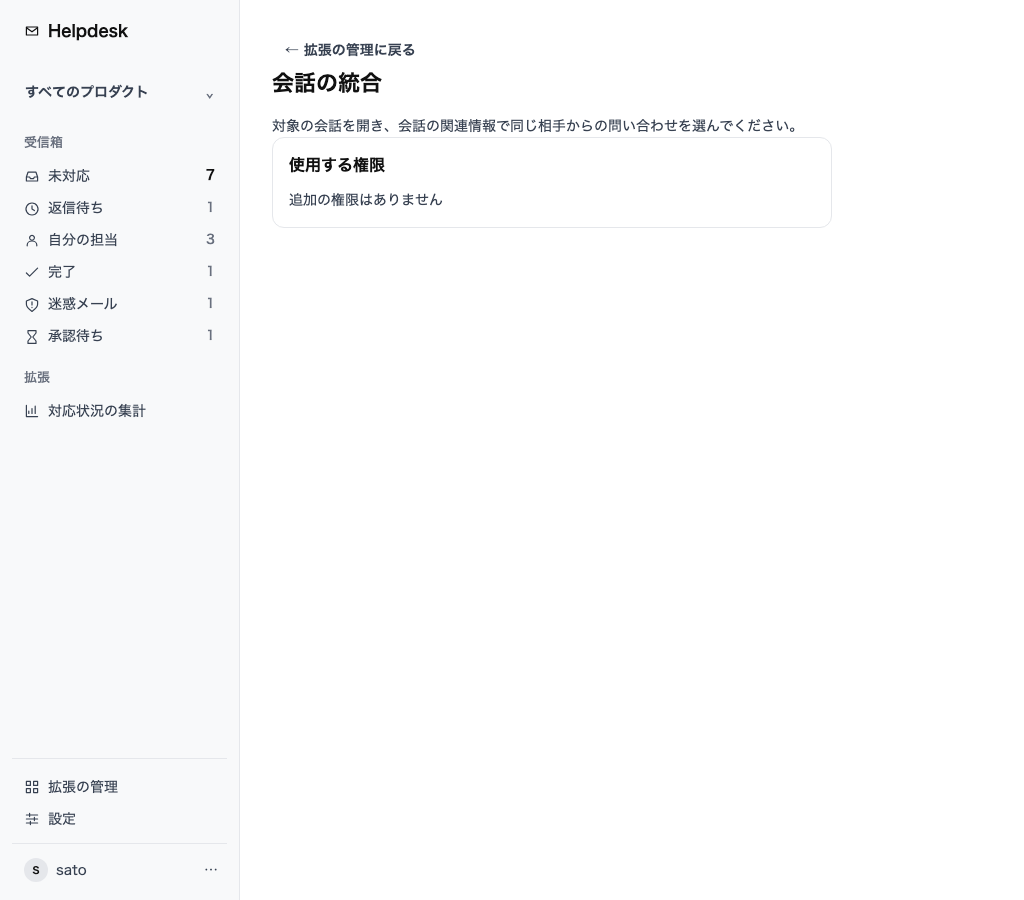 Helpdesk
すべてのプロダクト
受信箱
未対応 7
返信待ち 1
自分の担当 3
完了 1
迷惑メール 1
承認待ち 1
拡張
対応状況の集計
拡張の管理
設定
S sato ...
← 拡張の管理に戻る
会話の統合
対象の会話を開き、会話の関連情報で同じ相手からの問い合わせを選んでください。
使用する権限
追加の権限はありません